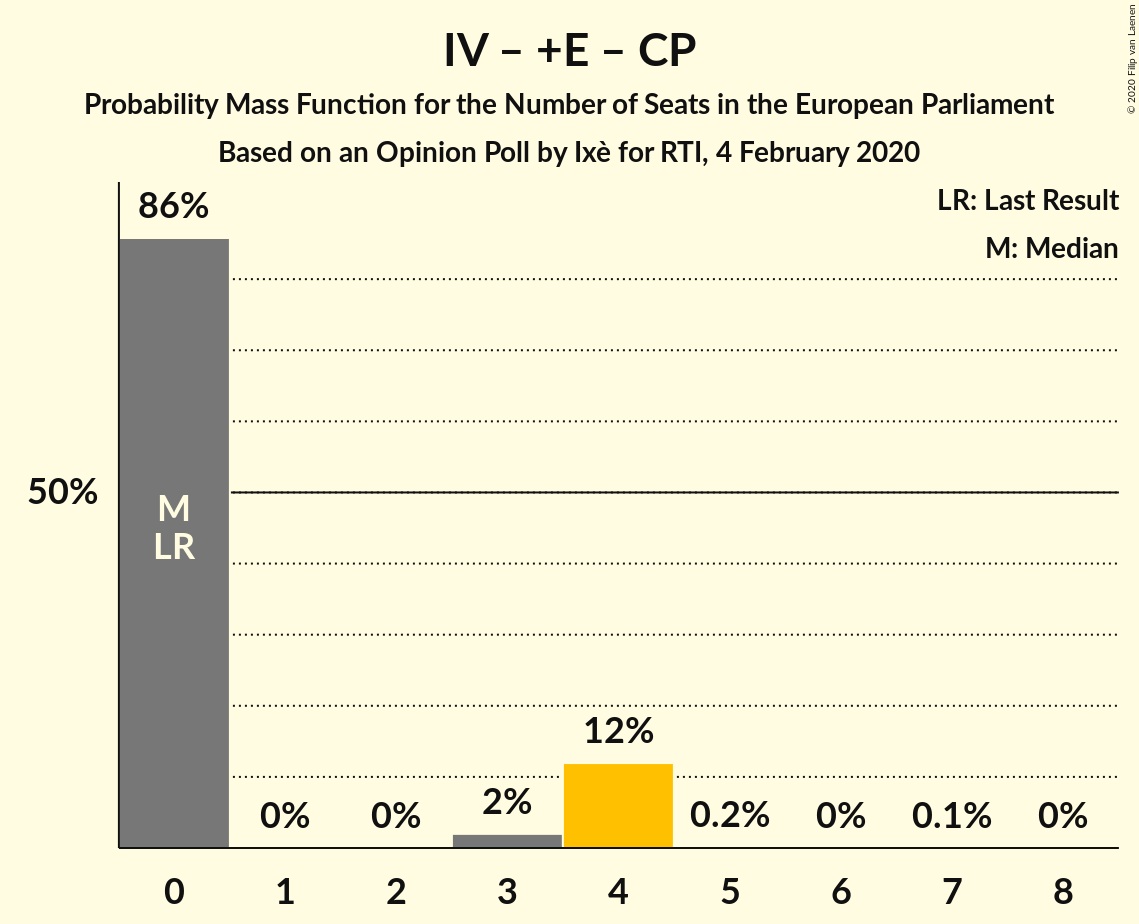 IV – +E – CP
Probability Mass Function for the Number of Seats in the European Parliament
Based on an Opinion Poll by Ixè for RTI, 4 February 2020
© 2020 Filip van Laenen
LR: Last Result
M: Median
86%
50%
M
LR
0% 0% 2% 12% 0.2% 0% 0.1% 0%
0 1 2 3 4 5 6 7 8